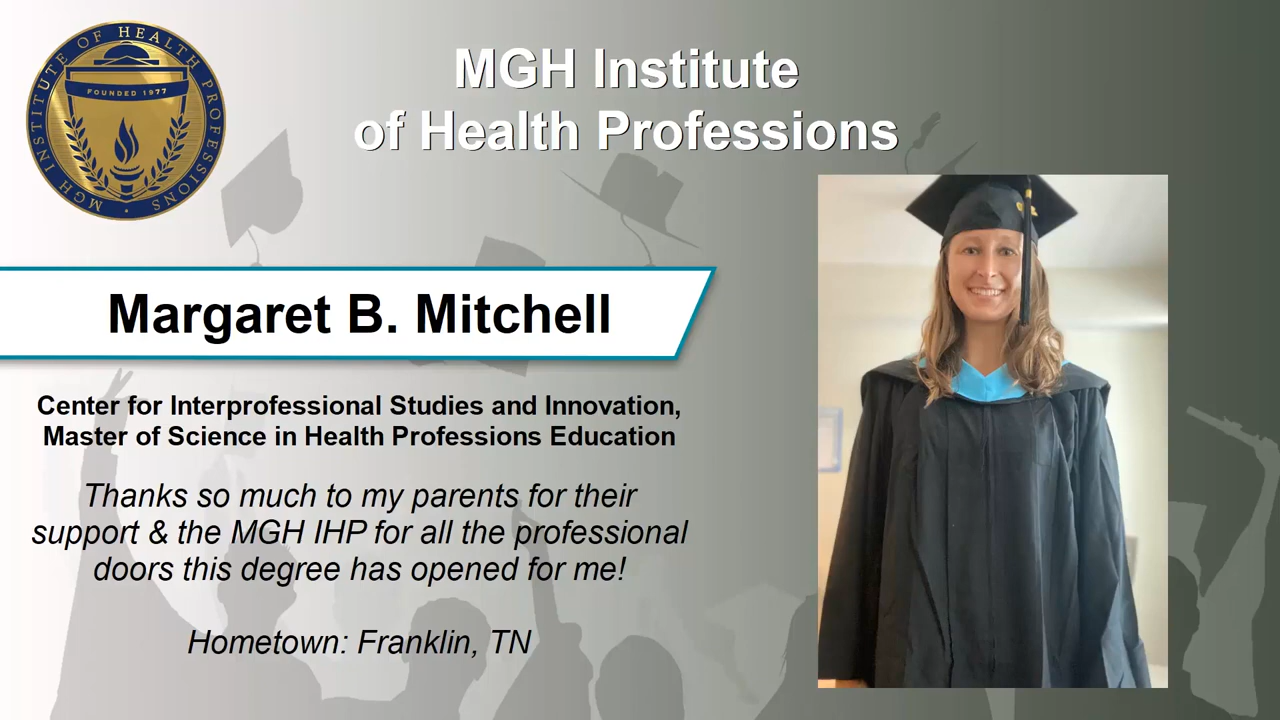 MGH INSTITUTE OF HEALTH PROFESSIONS
FOUNDED 1977
MGH Institute
of Health Professions
Margaret B. Mitchell
Center for Interprofessional Studies and Innovation,
Master of Science in Health Professions Education
Thanks so much to my parents for their
support & the MGH IHP for all the professional
doors this degree has opened for me!
Hometown: Franklin, TN